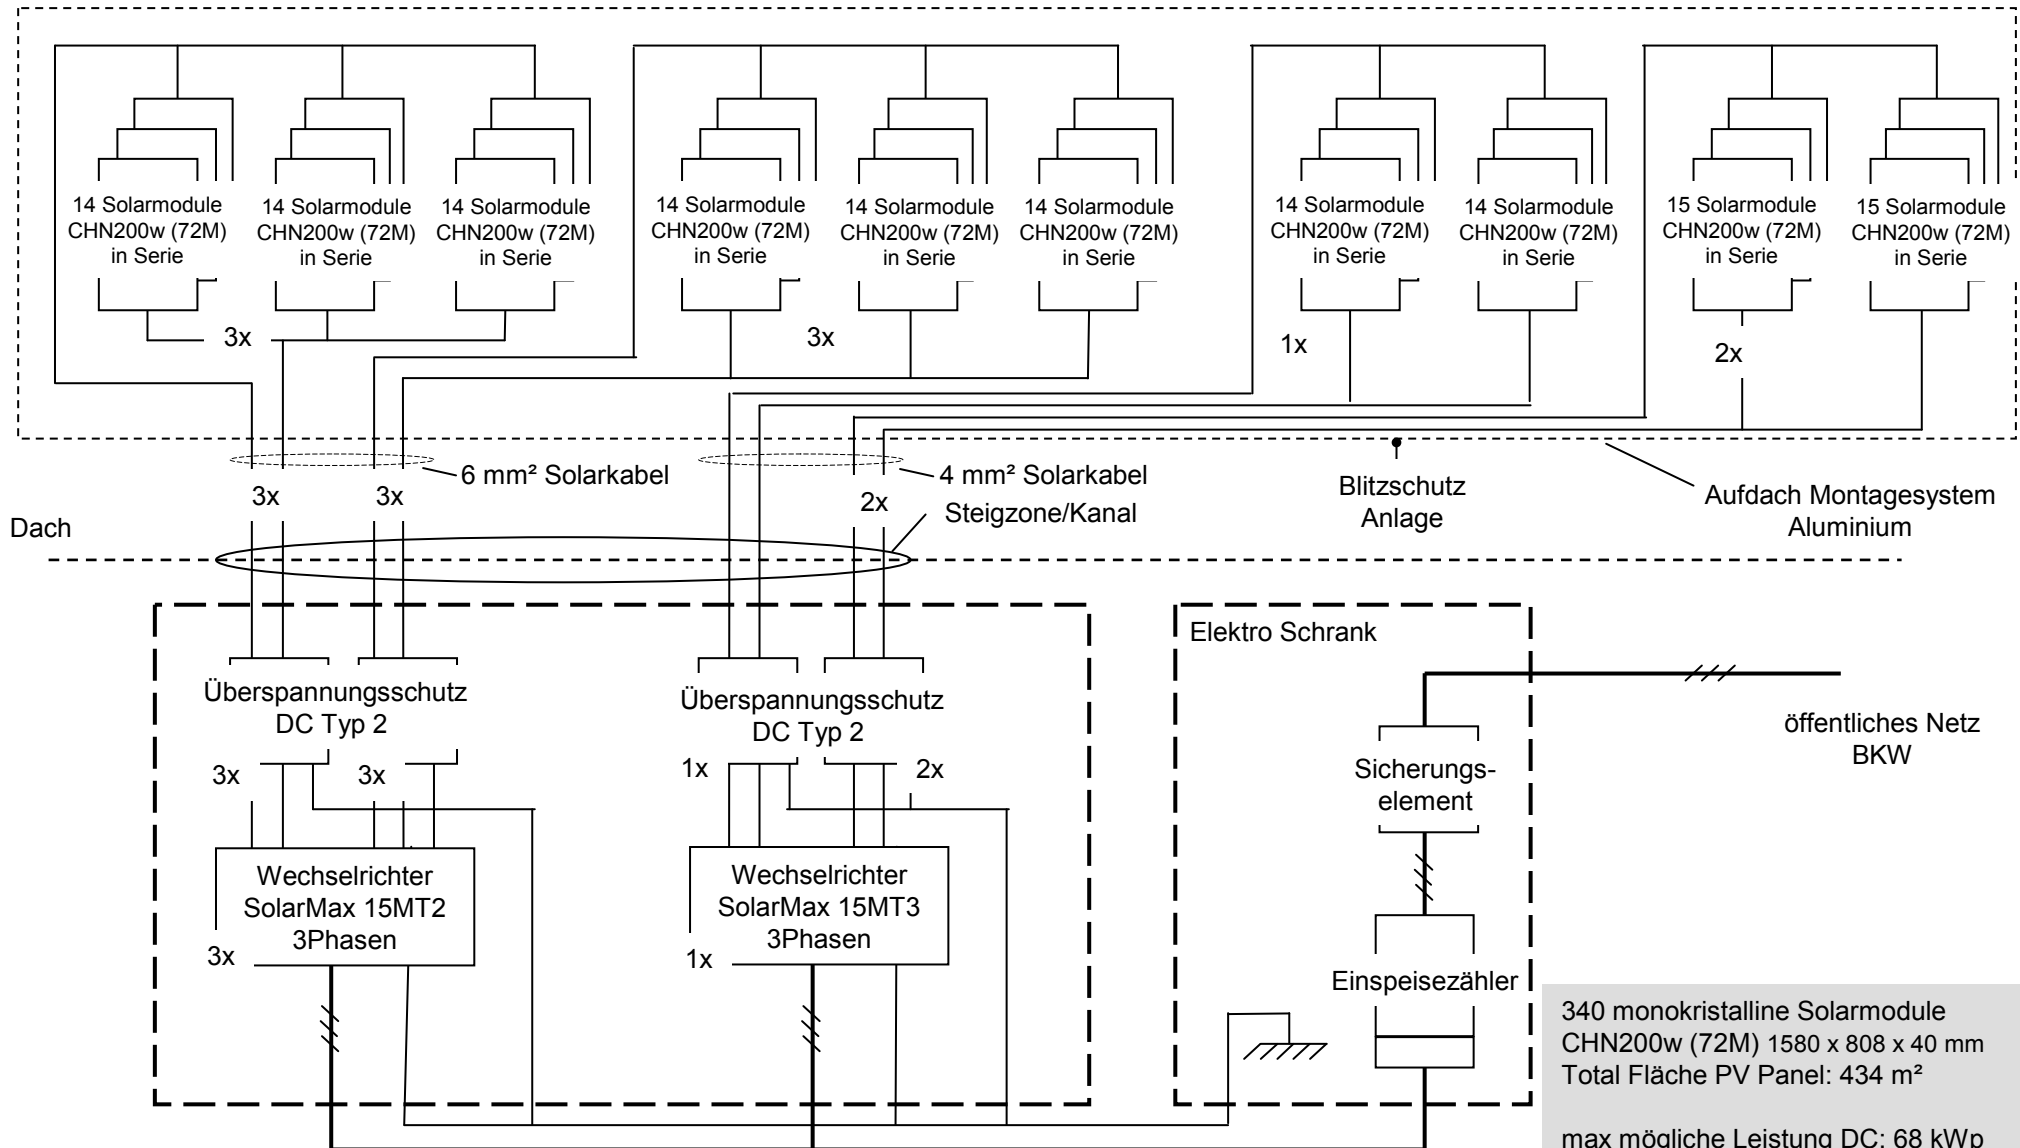 14 Solarmodule
CHN200w (72M)
in Serie
14 Solarmodule
CHN200w (72M)
in Serie
14 Solarmodule
CHN200w (72M)
in Serie
14 Solarmodule
CHN200w (72M)
in Serie
14 Solarmodule
CHN200w (72M)
in Serie
14 Solarmodule
CHN200w (72M)
in Serie
14 Solarmodule
CHN200w (72M)
in Serie
14 Solarmodule
CHN200w (72M)
in Serie
15 Solarmodule
CHN200w (72M)
in Serie
15 Solarmodule
CHN200w (72M)
in Serie
3x
3x
1x
2x
6 mm² Solarkabel
4 mm² Solarkabel
3x
3x
2x
Steigzone/Kanal
Blitzschutz
Anlage
Aufdach Montagesystem
Aluminium
Dach
Elektro Schrank
Überspannungsschutz
DC Typ 2
Überspannungsschutz
DC Typ 2
öffentliches Netz
BKW
3x
3x
1x
2x
Sicherungs-
element
Wechselrichter
SolarMax 15MT2
3Phasen
3x
Wechselrichter
SolarMax 15MT3
3Phasen
1x
Einspeisezähler
340 monokristalline Solarmodule
CHN200w (72M) 1580 x 808 x 40 mm
Total Fläche PV Panel: 434 m²
max mögliche Leistung DC: 68 kWp